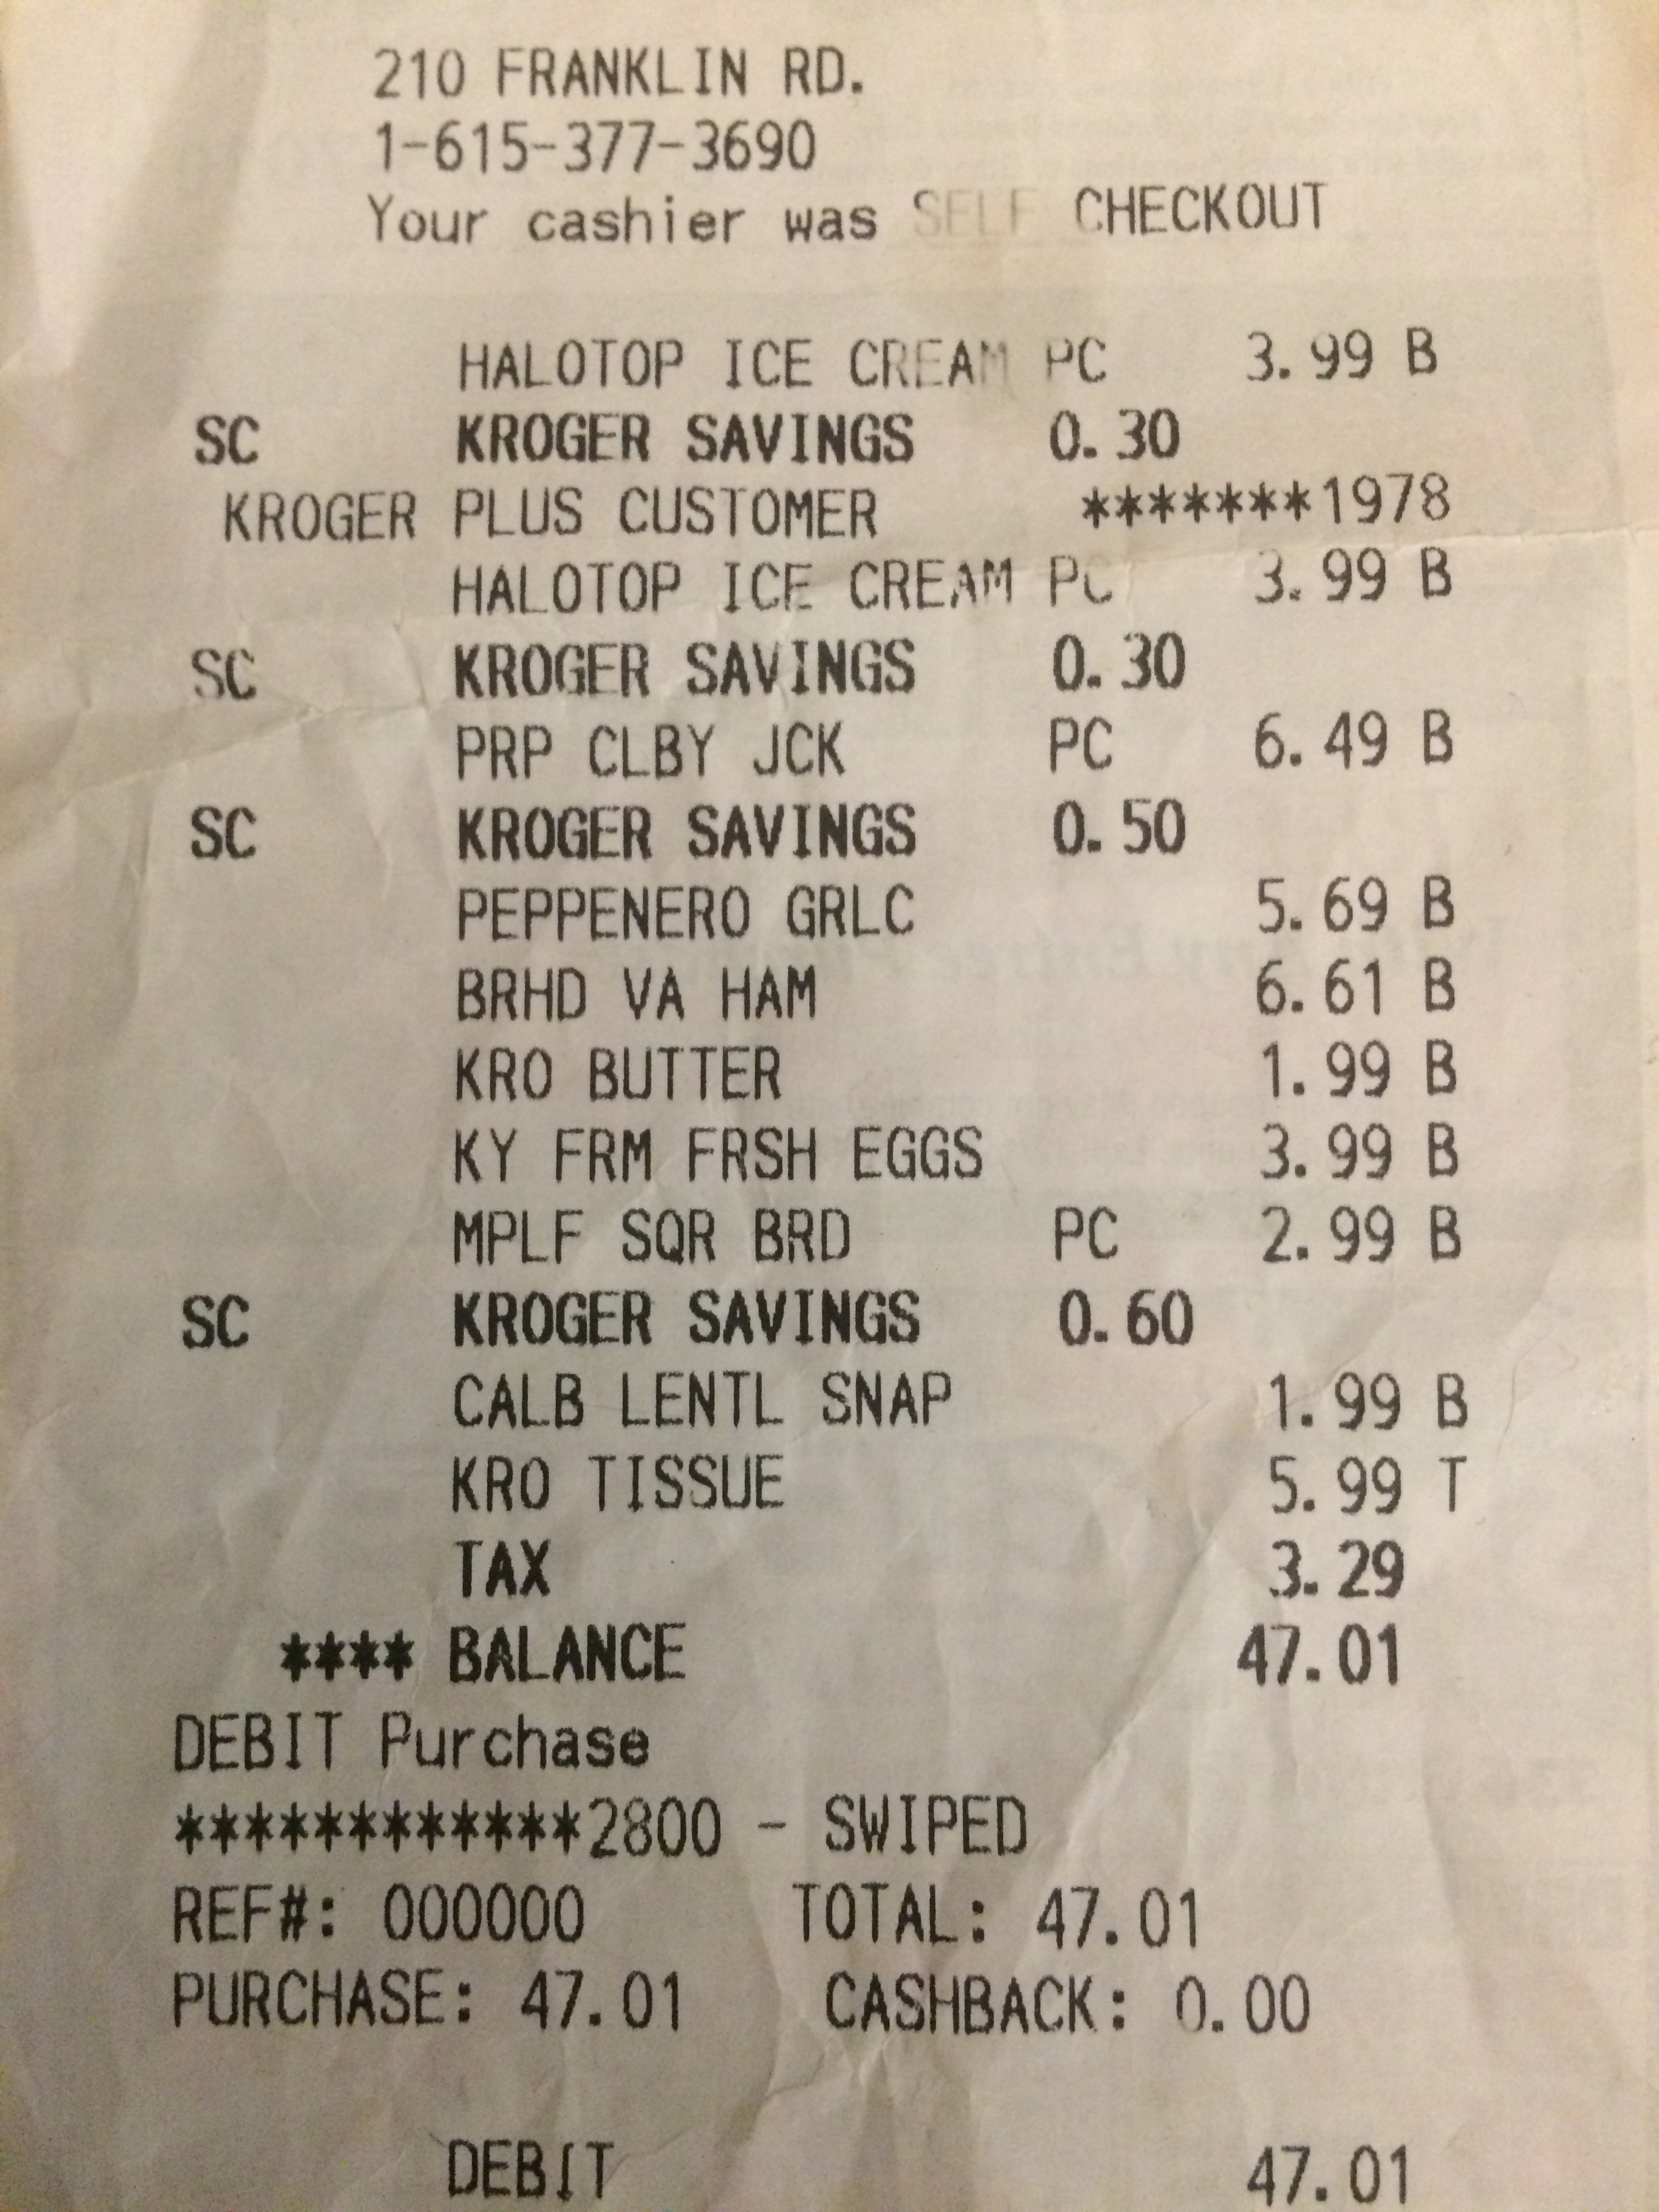 210 FRANKLIN RD.
1-615-377-3690
Your cashier was SELF CHECKOUT
HALOTOP ICE CREAM PC 3.99 B
SC KROGER SAVINGS 0.30
KROGER PLUS CUSTOMER *******1978
HALOTOP ICE CREAM PC 3.99 B
SC KROGER SAVINGS 0.30
PRP CLBY JCK PC 6.49 B
SC KROGER SAVINGS 0.50
PEPPENERO GRLC 5.69 B
BRHD VA HAM 6.61 B
KRO BUTTER 1.99 B
KY FRM FRSH EGGS 3.99 B
MPLF SQR BRD PC 2.99 B
SC KROGER SAVINGS 0.60
CALB LENTL SNAP 1.99 B
KRO TISSUE 5.99 T
TAX 3.29
**** BALANCE 47.01
DEBIT Purchase
************2800 - SWIPED
REF#: 000000 TOTAL: 47.01
PURCHASE: 47.01 CASHBACK: 0.00
DEBIT 47.01